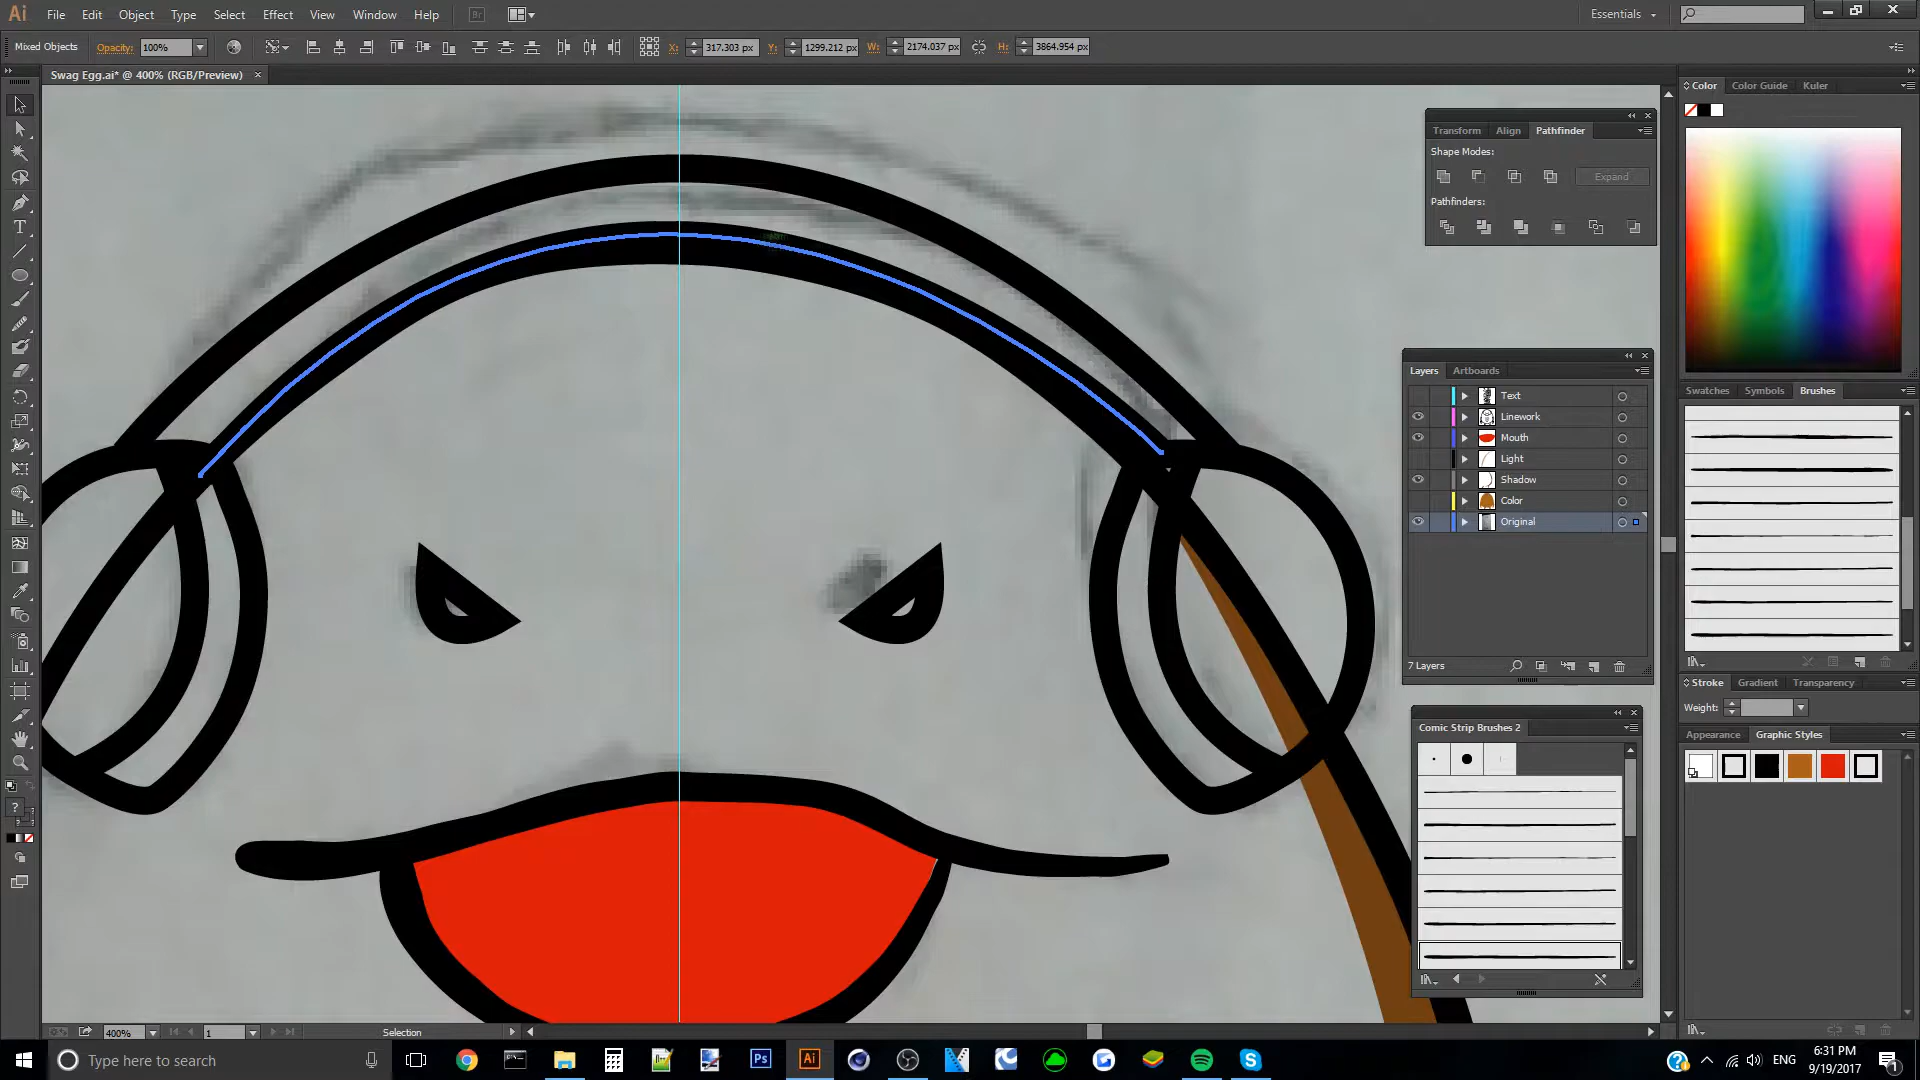 Ai File Edit Object Type Select Effect View Window Help Br Essentials
Mixed Objects Opacity: 100% X: 317.303 px Y: 1299.212 px W: 2174.037 px H: 3864.954 px
Swag Egg.ai* @ 400% (RGB/Preview)
Color Color Guide Kuler
Transform Align Pathfinder
Shape Modes:
Expand
Pathfinders:
Layers Artboards
Text
Linework
Mouth
Light
Shadow
Color
Original
7 Layers
Swatches Symbols Brushes
Stroke Gradient Transparency
Weight:
Comic Strip Brushes 2
Appearance Graphic Styles
400% 1 Selection
Type here to search
Ps Ai
ENG
6:31 PM
9/19/2017